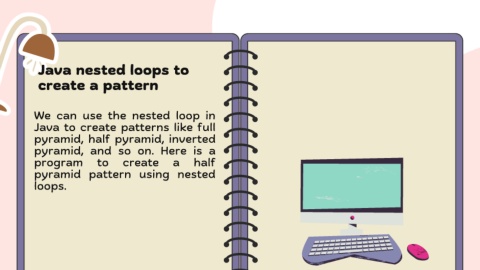 Java nested loops to
create a pattern
We can use the nested loop in
Java to create patterns like full
pyramid, half pyramid, inverted
pyramid, and so on. Here is a
program to create a half
pyramid pattern using nested
loops.